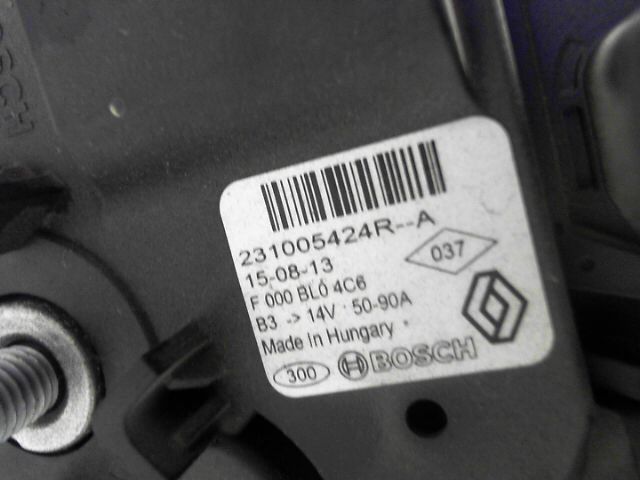 BOSCH
231005424R--A
15-08-13
037
F 000 BL0 4C6
B3 -> 14V · 50-90A
Made In Hungary
300 BOSCH